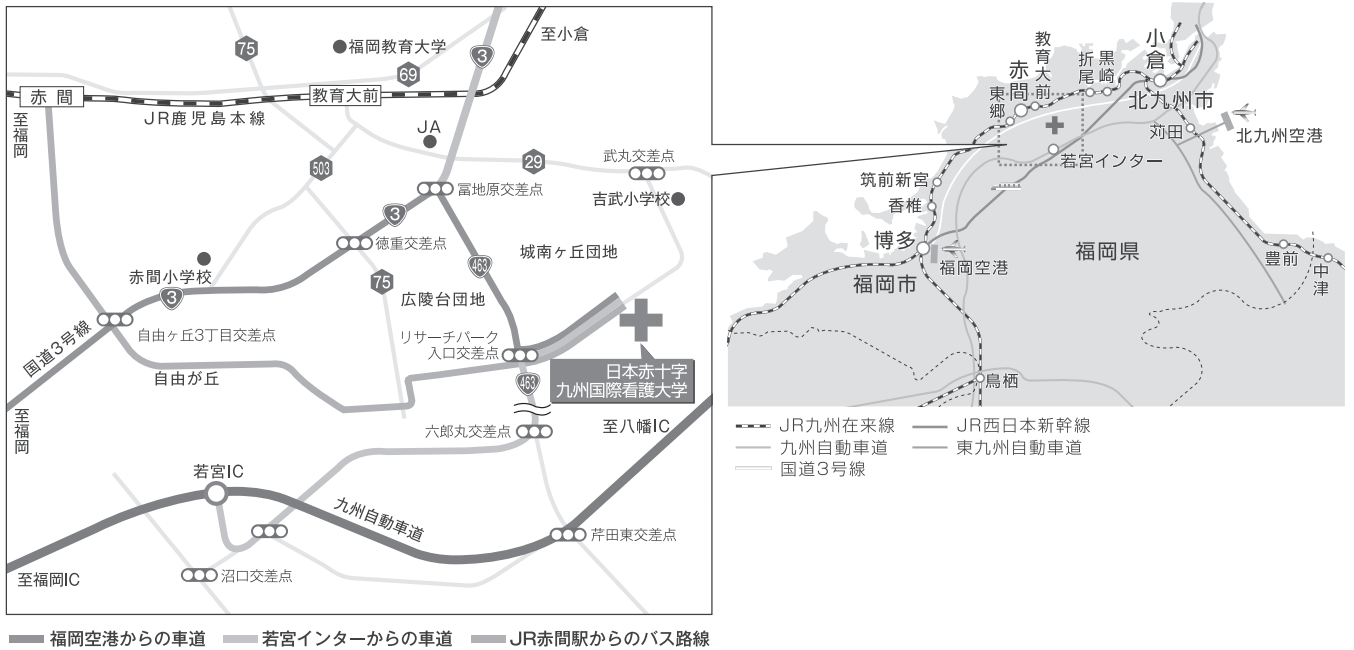 75
福岡教育大学
3
至小倉
69
赤間
教育大前
JR鹿児島本線
至福岡
JA
503
29
武丸交差点
冨地原交差点
吉武小学校
3
徳重交差点
城南ヶ丘団地
赤間小学校
463
3
75
広陵台団地
国道3号線
自由ヶ丘3丁目交差点
リサーチパーク
入口交差点
日本赤十字
九州国際看護大学
自由が丘
463
至福岡
六郎丸交差点
至八幡IC
若宮IC
九州自動車道
芹田東交差点
至福岡IC
沼口交差点
福岡空港からの車道
若宮インターからの車道
JR赤間駅からのバス路線
小倉
教育大前
黒崎
折尾
赤間
東郷
北九州市
苅田
北九州空港
若宮インター
筑前新宮
香椎
博多
福岡空港
福岡県
福岡市
豊前
中津
鳥栖
JR九州在来線
JR西日本新幹線
九州自動車道
東九州自動車道
国道3号線